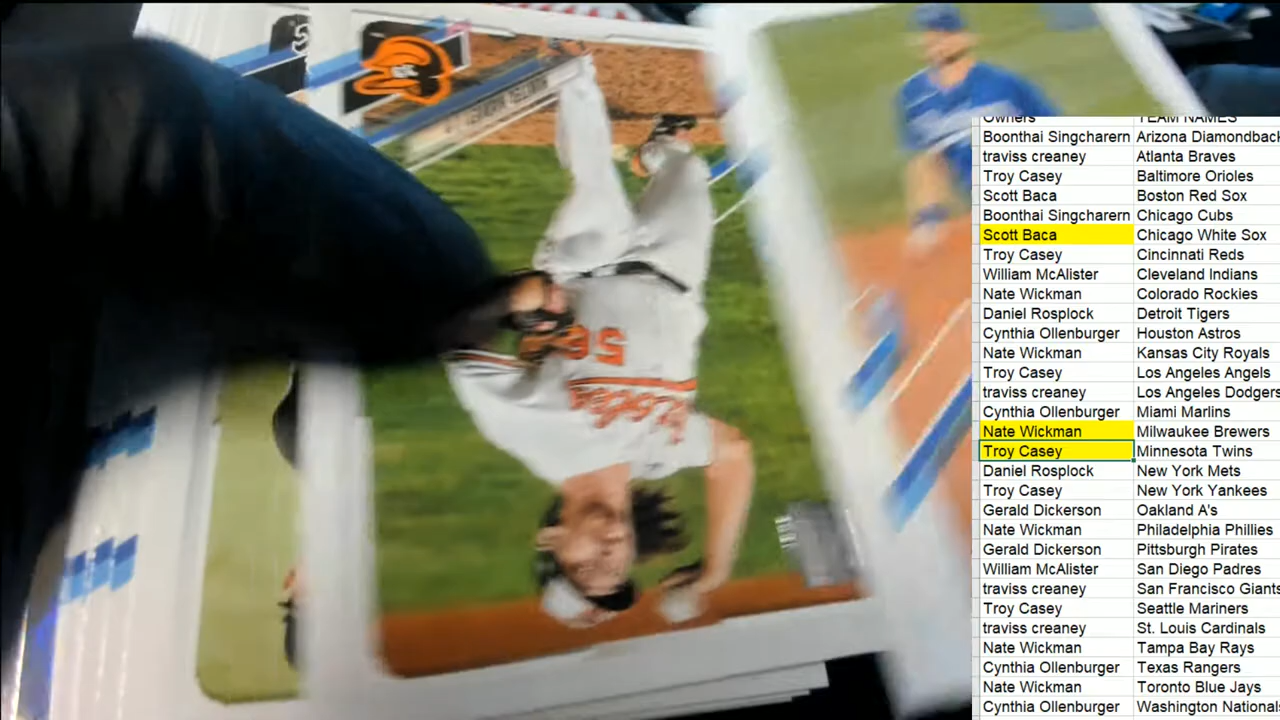 Owners TEAM NAMES
Boonthai Singcharern Arizona Diamondback
traviss creaney Atlanta Braves
Troy Casey Baltimore Orioles
Scott Baca Boston Red Sox
Boonthai Singcharern Chicago Cubs
Scott Baca Chicago White Sox
Troy Casey Cincinnati Reds
William McAlister Cleveland Indians
Nate Wickman Colorado Rockies
Daniel Rosplock Detroit Tigers
Cynthia Ollenburger Houston Astros
Nate Wickman Kansas City Royals
Troy Casey Los Angeles Angels
traviss creaney Los Angeles Dodgers
Cynthia Ollenburger Miami Marlins
Nate Wickman Milwaukee Brewers
Troy Casey Minnesota Twins
Daniel Rosplock New York Mets
Troy Casey New York Yankees
Gerald Dickerson Oakland A's
Nate Wickman Philadelphia Phillies
Gerald Dickerson Pittsburgh Pirates
William McAlister San Diego Padres
traviss creaney San Francisco Giants
Troy Casey Seattle Mariners
traviss creaney St. Louis Cardinals
Nate Wickman Tampa Bay Rays
Cynthia Ollenburger Texas Rangers
Nate Wickman Toronto Blue Jays
Cynthia Ollenburger Washington National
56